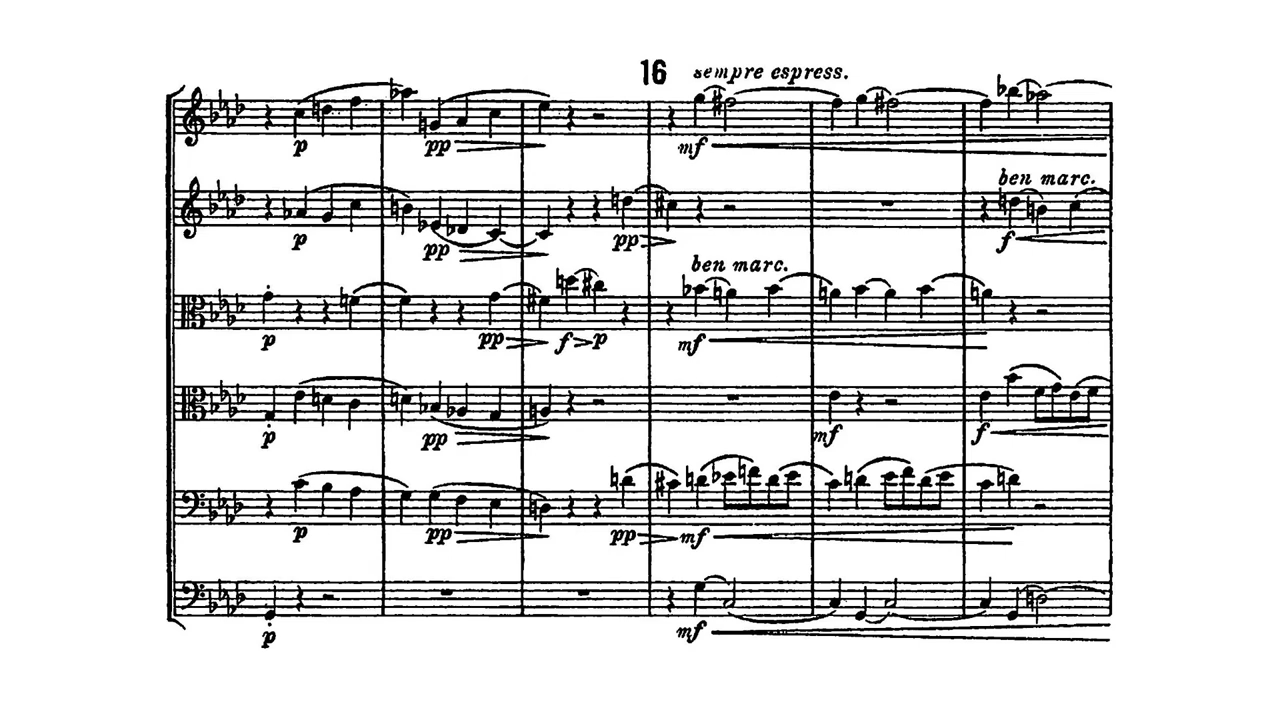 16 sempre espress.
p pp mf
ben marc.
p pp pp f
ben marc.
p pp f p mf
p pp mf f
p pp pp mf
p mf